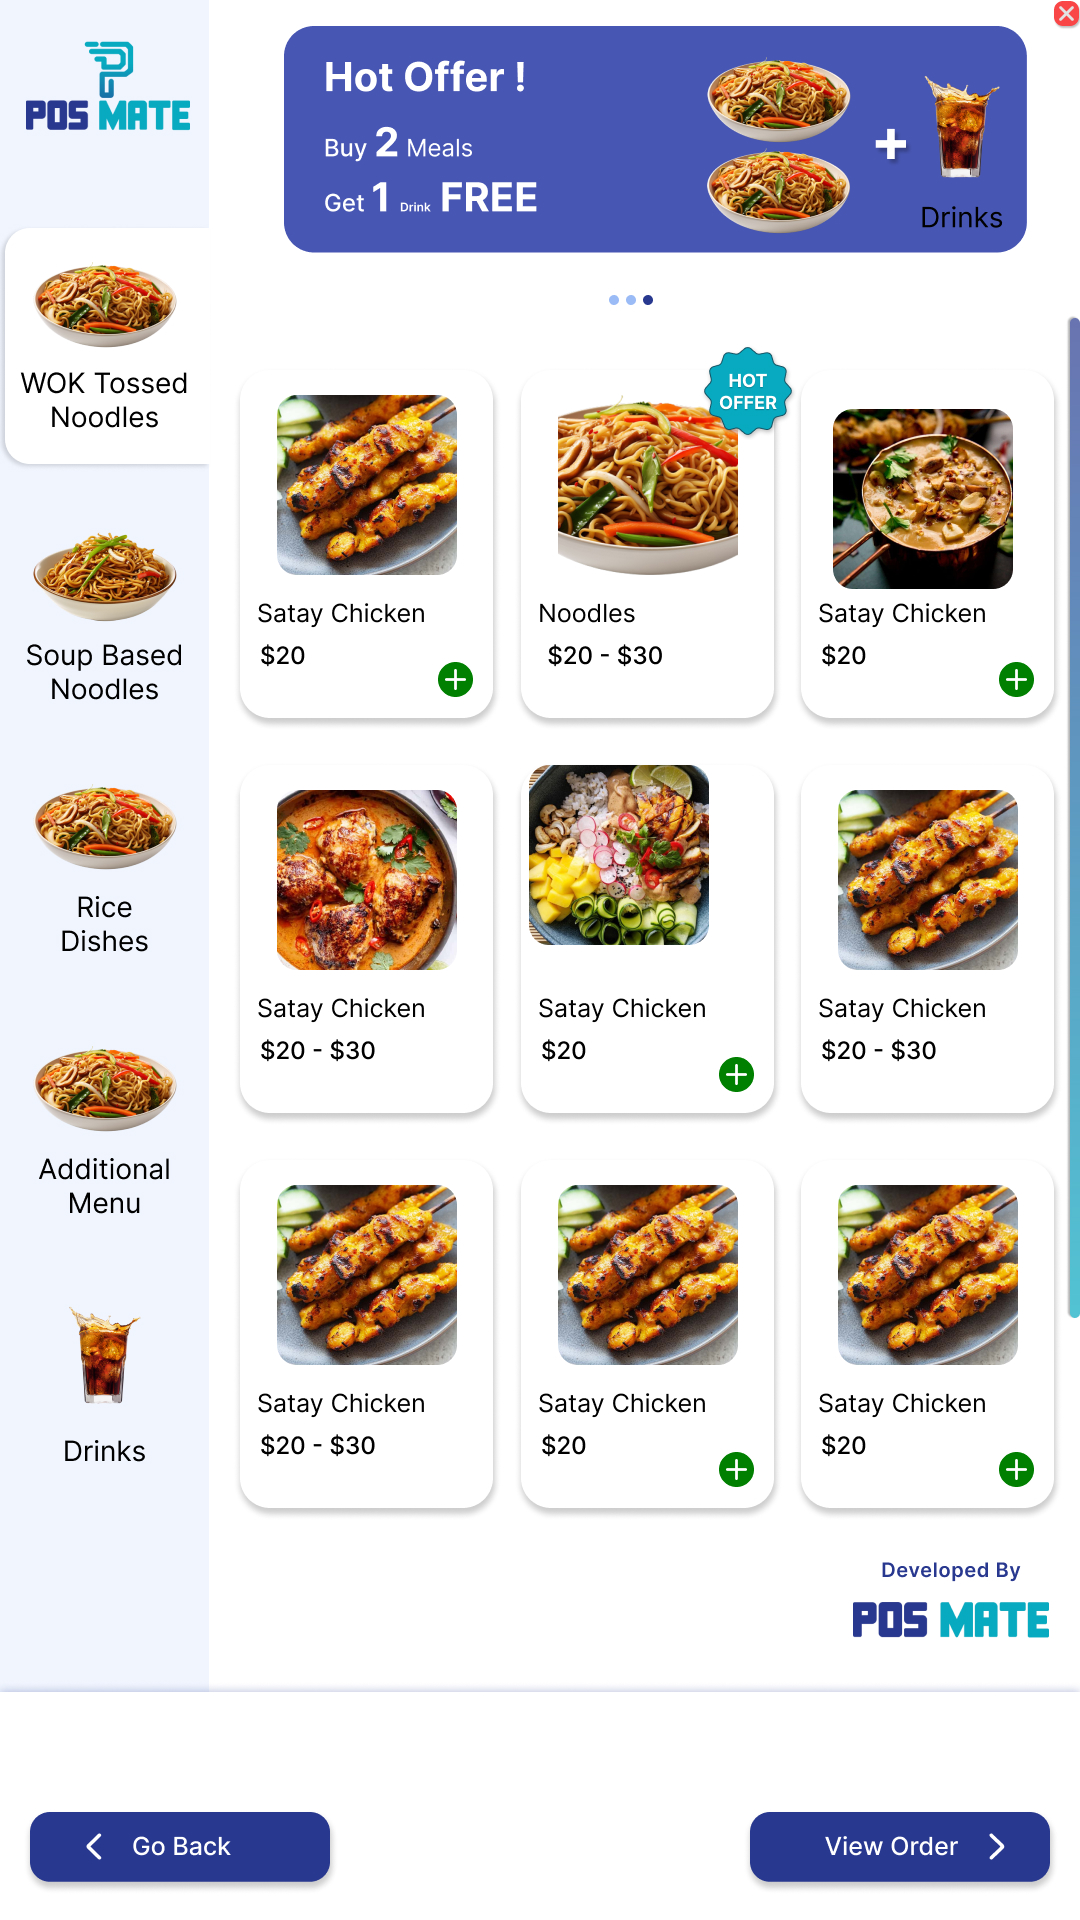 POS MATE
Hot Offer !
Buy 2 Meals
Get 1 Drink FREE
Drinks
WOK Tossed
Noodles
Soup Based
Noodles
Rice
Dishes
Additional
Menu
Drinks
Satay Chicken
$20
HOT
OFFER
Noodles
$20 - $30
Satay Chicken
$20
Satay Chicken
$20 - $30
Satay Chicken
$20
Satay Chicken
$20 - $30
Satay Chicken
$20 - $30
Satay Chicken
$20
Satay Chicken
$20
Developed By
POS MATE
Go Back
View Order